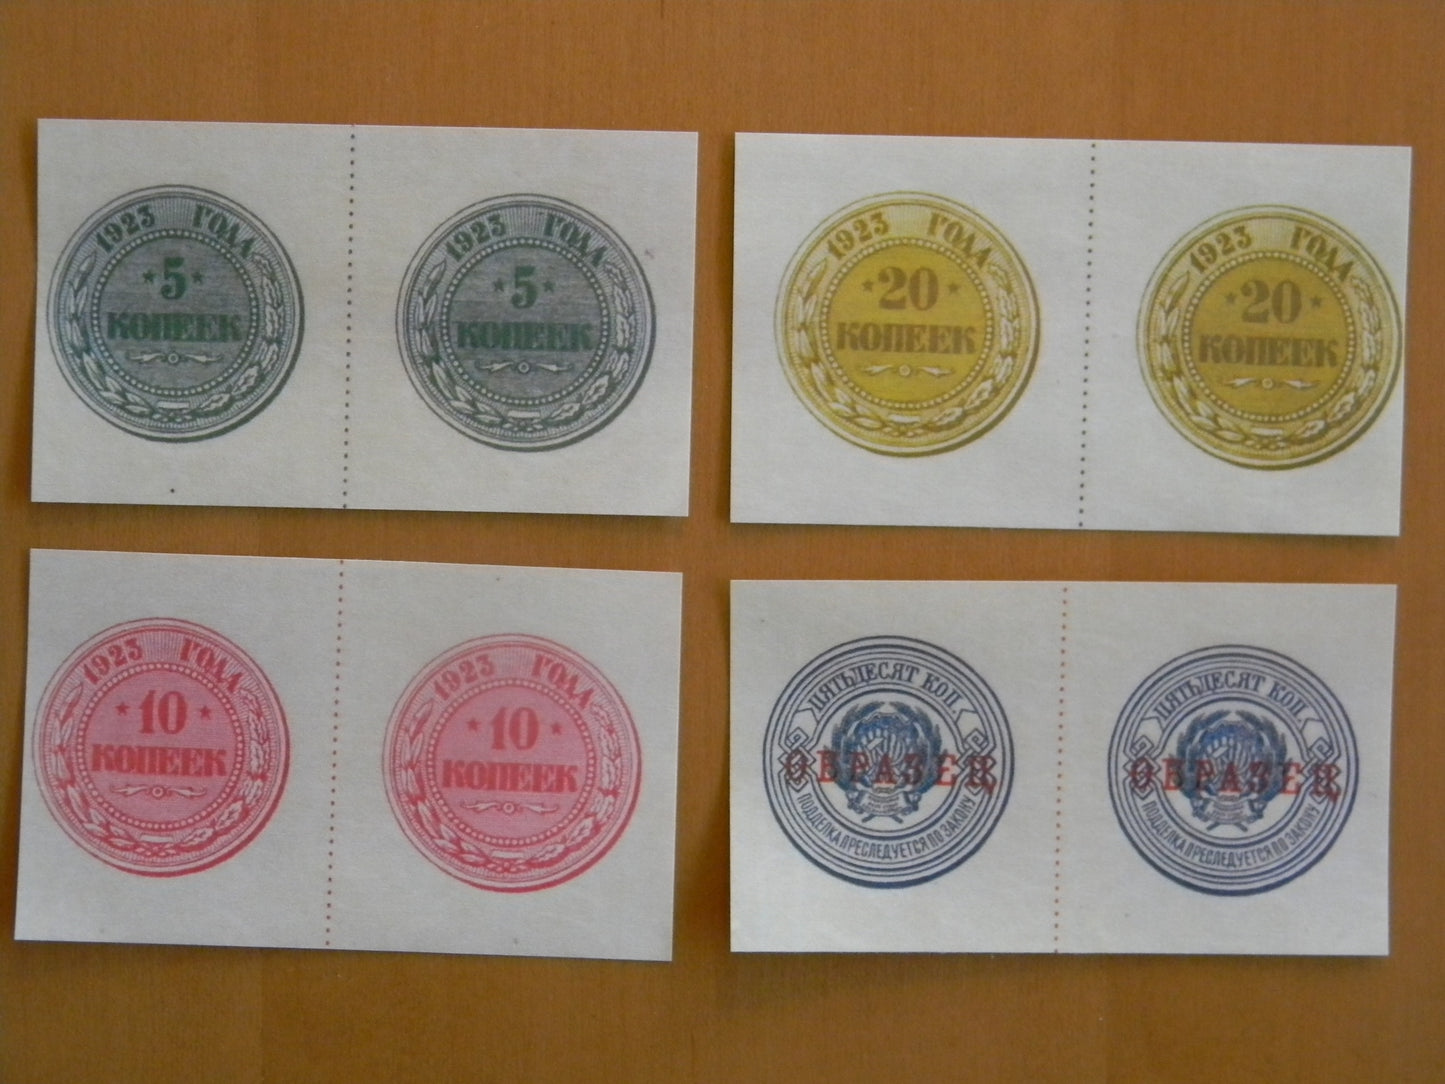 1923 ГОДА
★5★
КОПЕЕК
1923 ГОДА
★5★
КОПЕЕК
1923 ГОДА
★20★
КОПЕЕК
1923 ГОДА
★20★
КОПЕЕК
1923 ГОДА
★10★
КОПЕЕК
1923 ГОДА
★10★
КОПЕЕК
ПЯТЬДЕСЯТ КОП.
ОБРАЗЕЦ
ПОДДЕЛКА ПРЕСЛЕДУЕТСЯ ПО ЗАКОНУ
ПЯТЬДЕСЯТ КОП.
ОБРАЗЕЦ
ПОДДЕЛКА ПРЕСЛЕДУЕТСЯ ПО ЗАКОНУ